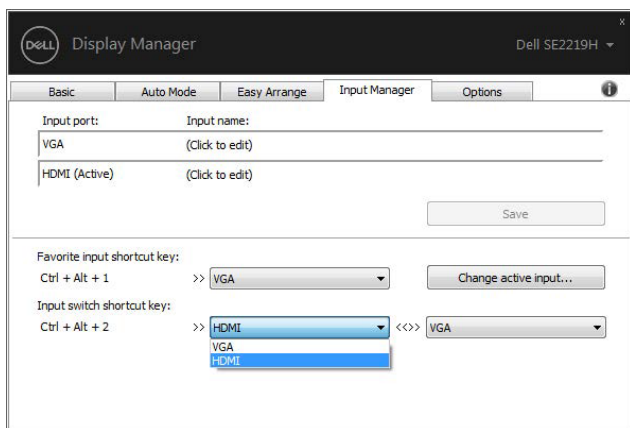 x
DELL Display Manager Dell SE2219H
Basic Auto Mode Easy Arrange Input Manager Options i
Input port: Input name:
VGA (Click to edit)
HDMI (Active) (Click to edit)
Save
Favorite input shortcut key:
Ctrl + Alt + 1 >> VGA Change active input...
Input switch shortcut key:
Ctrl + Alt + 2 >> HDMI <<>> VGA
VGA
HDMI